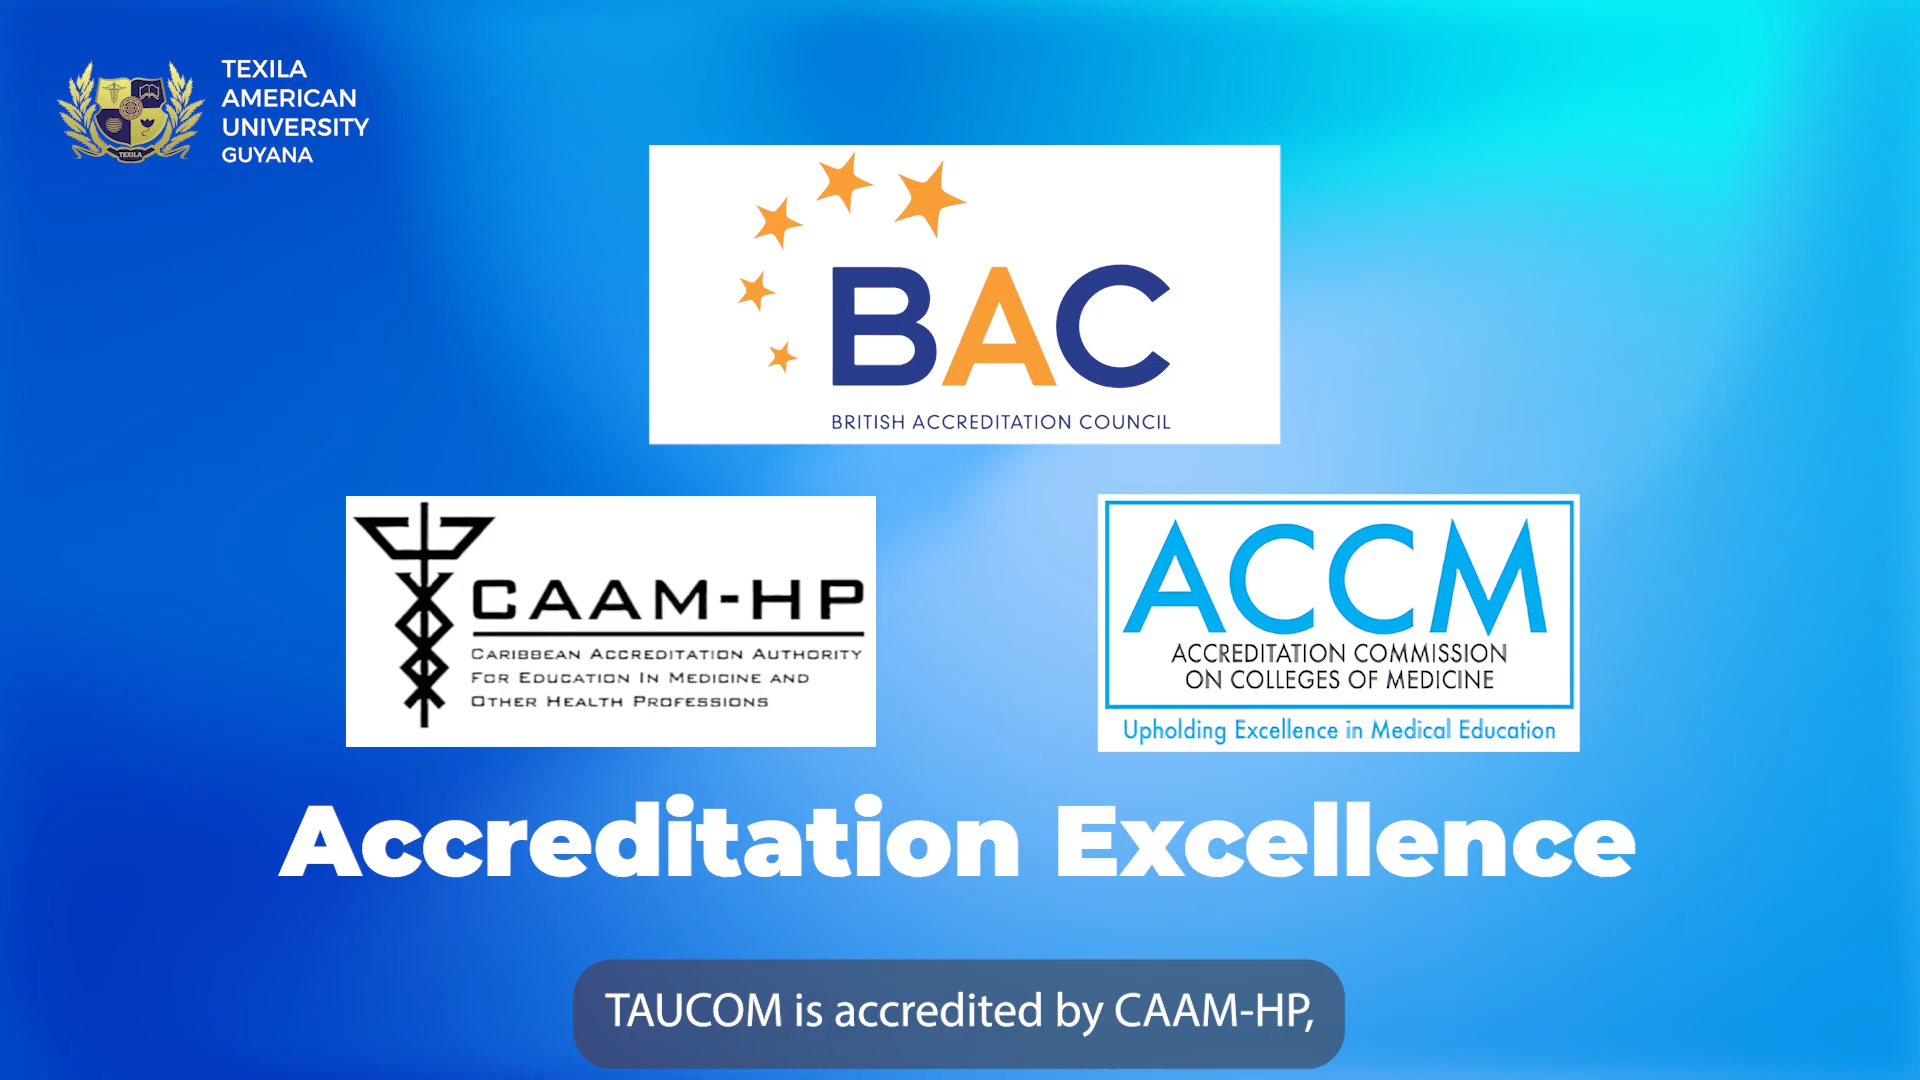 TEXILA
AMERICAN
UNIVERSITY
GUYANA
TEXILA
BAC
BRITISH ACCREDITATION COUNCIL
CAAM-HP
CARIBBEAN ACCREDITATION AUTHORITY
FOR EDUCATION IN MEDICINE AND
OTHER HEALTH PROFESSIONS
ACCM
ACCREDITATION COMMISSION
ON COLLEGES OF MEDICINE
Upholding Excellence in Medical Education
Accreditation Excellence
TAUCOM is accredited by CAAM-HP,